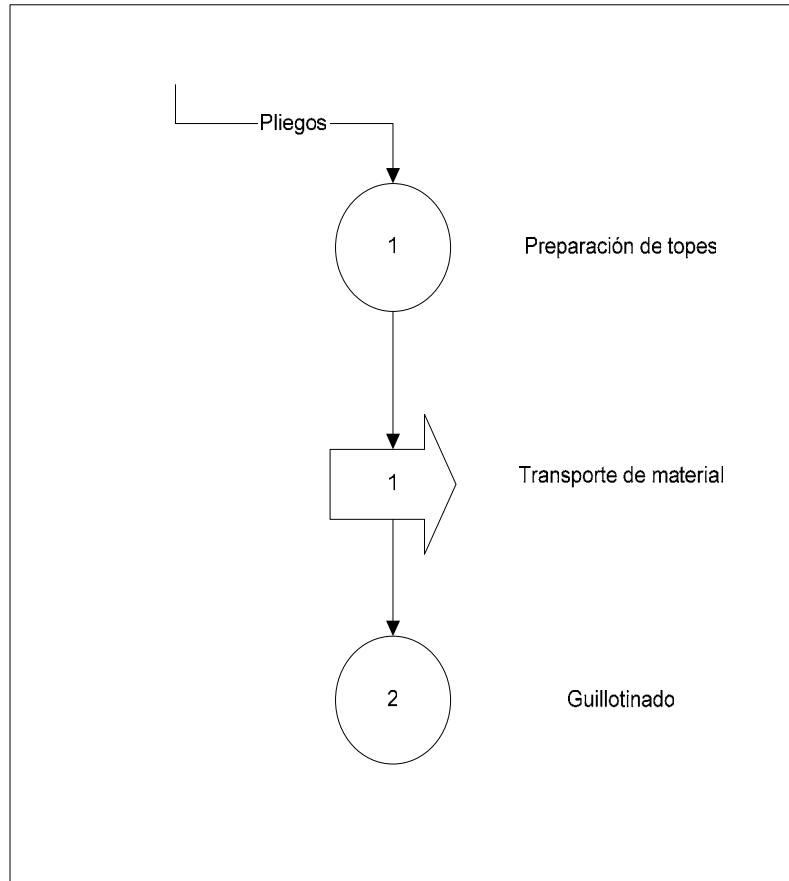 Pliegos
1
Preparación de topes
1
Transporte de material
2
Guillotinado